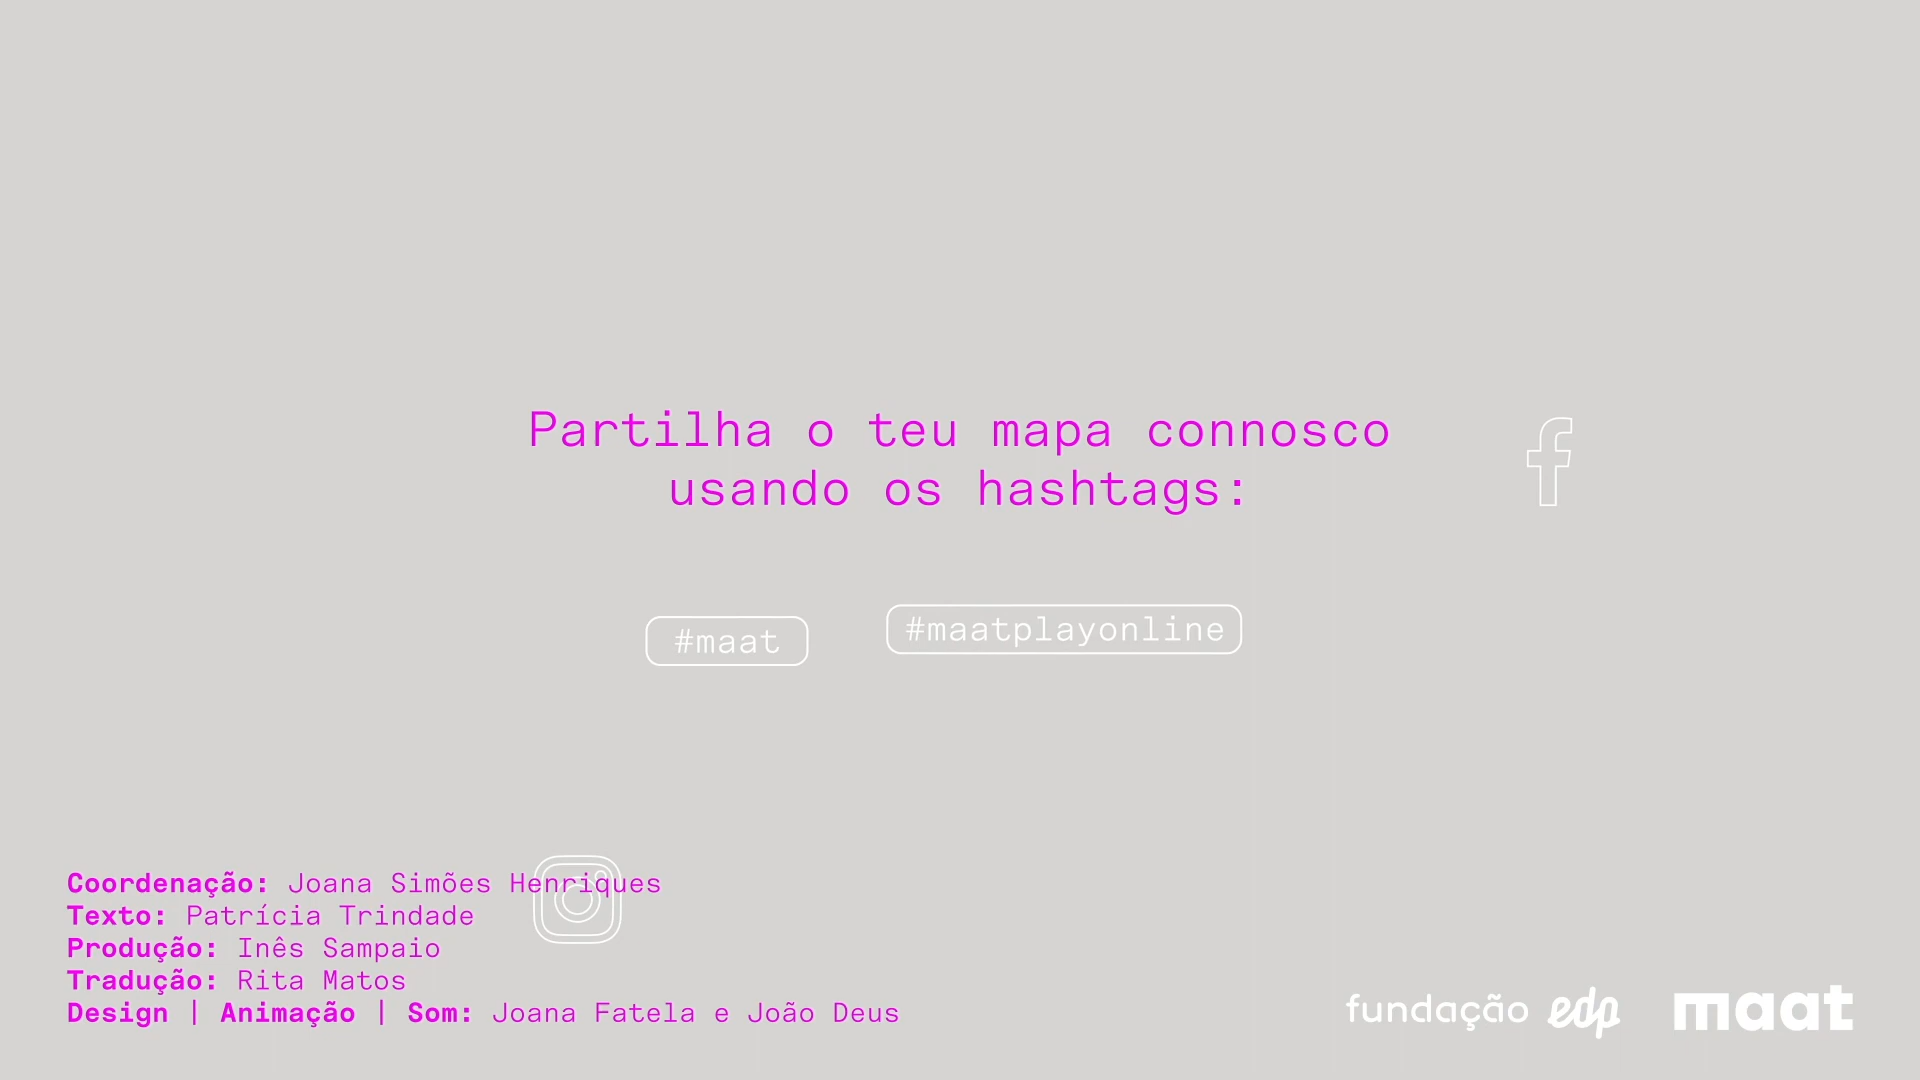 Partilha o teu mapa connosco
usando os hashtags:
#maat
#maatplayonline
Coordenação: Joana Simões Henriques
Texto: Patrícia Trindade
Produção: Inês Sampaio
Tradução: Rita Matos
Design | Animação | Som: Joana Fatela e João Deus
fundação edp
maat